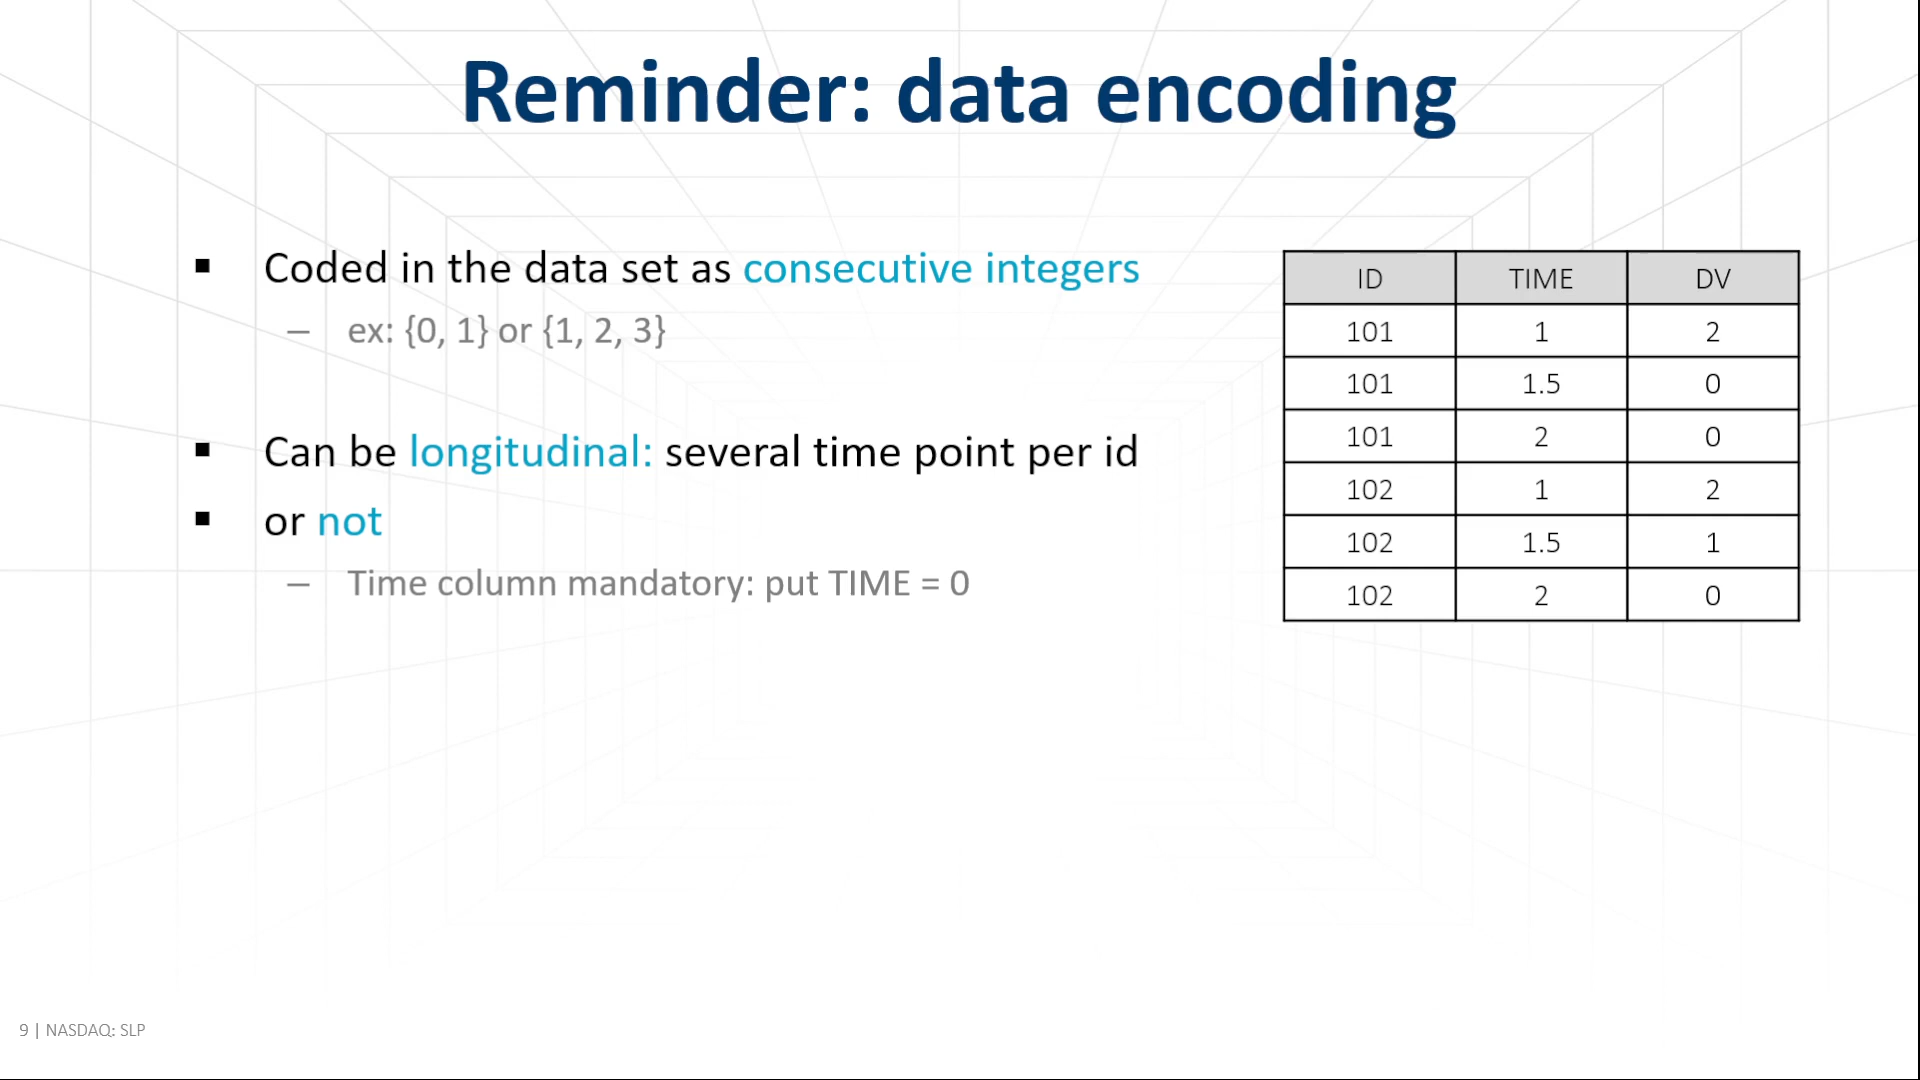 Reminder: data encoding
▪ Coded in the data set as consecutive integers
– ex: {0, 1} or {1, 2, 3}
▪ Can be longitudinal: several time point per id
▪ or not
– Time column mandatory: put TIME = 0
ID TIME DV
101 1 2
101 1.5 0
101 2 0
102 1 2
102 1.5 1
102 2 0
9 | NASDAQ: SLP